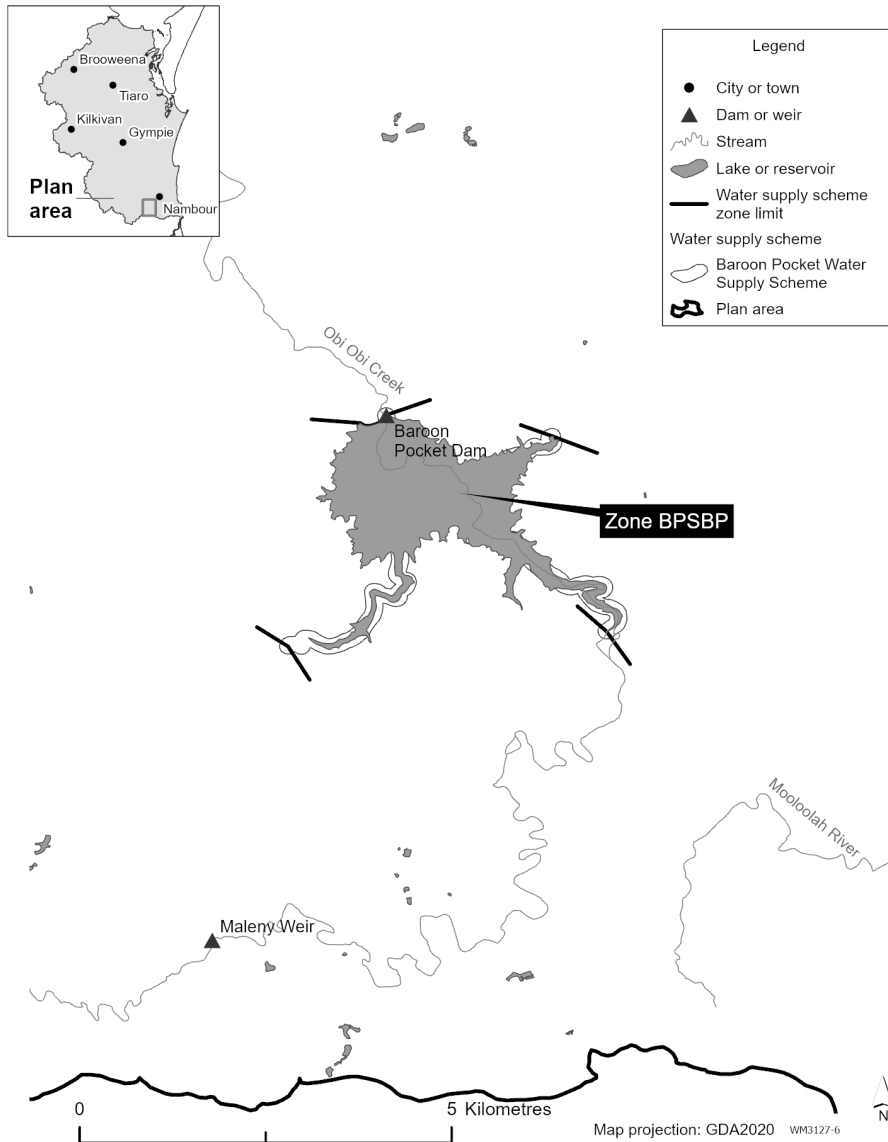 Brooweena
Tiaro
Kilkivan
Gympie
Plan
area
Nambour
Legend
City or town
Dam or weir
Stream
Lake or reservoir
Water supply scheme
zone limit
Water supply scheme
Baroon Pocket Water
Supply Scheme
Plan area
Obi Obi Creek
Baroon
Pocket Dam
Zone BPSBP
Mooloolah River
Maleny Weir
0 5 Kilometres
Map projection: GDA2020 WM3127-6
N